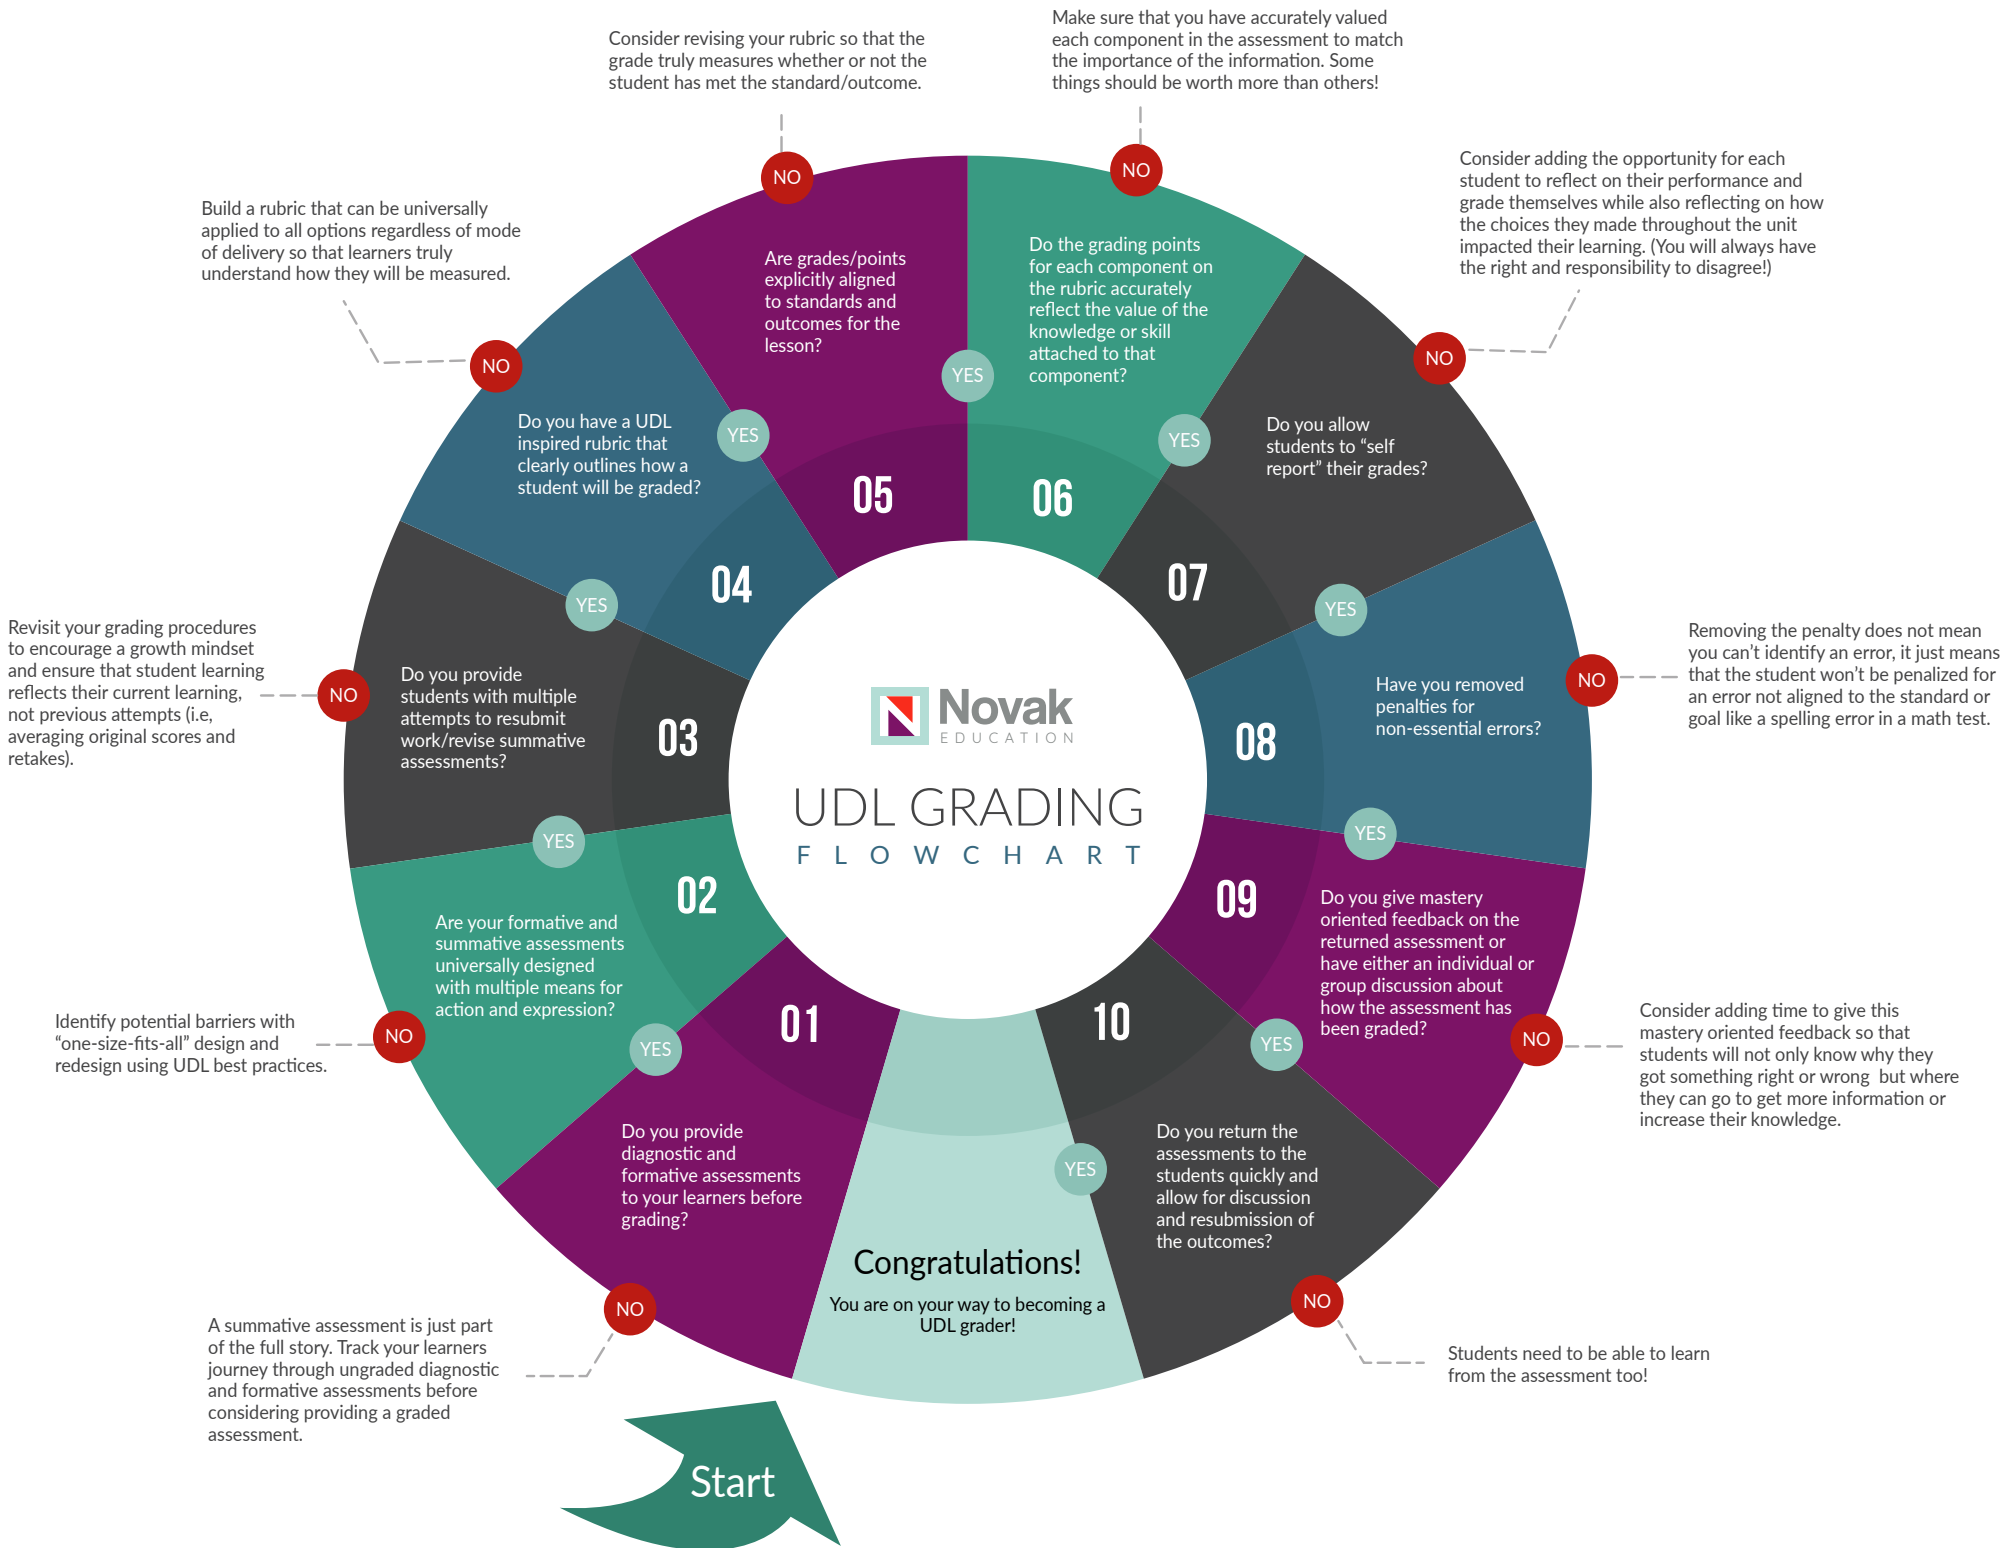 Novak
EDUCATION
UDL GRADING
FLOWCHART
Start
01
Do you provide
diagnostic and
formative assessments
to your learners before
grading?
NO
A summative assessment is just part
of the full story. Track your learners
journey through ungraded diagnostic
and formative assessments before
considering providing a graded
assessment.
YES
02
Are your formative and
summative assessments
universally designed
with multiple means for
action and expression?
NO
Identify potential barriers with
“one-size-fits-all” design and
redesign using UDL best practices.
YES
03
Do you provide
students with multiple
attempts to resubmit
work/revise summative
assessments?
NO
Revisit your grading procedures
to encourage a growth mindset
and ensure that student learning
reflects their current learning,
not previous attempts (i.e,
averaging original scores and
retakes).
YES
04
Do you have a UDL
inspired rubric that
clearly outlines how a
student will be graded?
NO
Build a rubric that can be universally
applied to all options regardless of mode
of delivery so that learners truly
understand how they will be measured.
YES
05
Are grades/points
explicitly aligned
to standards and
outcomes for the
lesson?
NO
Consider revising your rubric so that the
grade truly measures whether or not the
student has met the standard/outcome.
YES
06
Do the grading points
for each component on
the rubric accurately
reflect the value of the
knowledge or skill
attached to that
component?
NO
Make sure that you have accurately valued
each component in the assessment to match
the importance of the information. Some
things should be worth more than others!
YES
07
Do you allow
students to “self
report” their grades?
NO
Consider adding the opportunity for each
student to reflect on their performance and
grade themselves while also reflecting on how
the choices they made throughout the unit
impacted their learning. (You will always have
the right and responsibility to disagree!)
YES
08
Have you removed
penalties for
non-essential errors?
NO
Removing the penalty does not mean
you can’t identify an error, it just means
that the student won’t be penalized for
an error not aligned to the standard or
goal like a spelling error in a math test.
YES
09
Do you give mastery
oriented feedback on the
returned assessment or
have either an individual or
group discussion about
how the assessment has
been graded?
NO
Consider adding time to give this
mastery oriented feedback so that
students will not only know why they
got something right or wrong  but where
they can go to get more information or
increase their knowledge.
YES
10
Do you return the
assessments to the
students quickly and
allow for discussion
and resubmission of
the outcomes?
NO
Students need to be able to learn
from the assessment too!
YES
Congratulations!
You are on your way to becoming a
UDL grader!